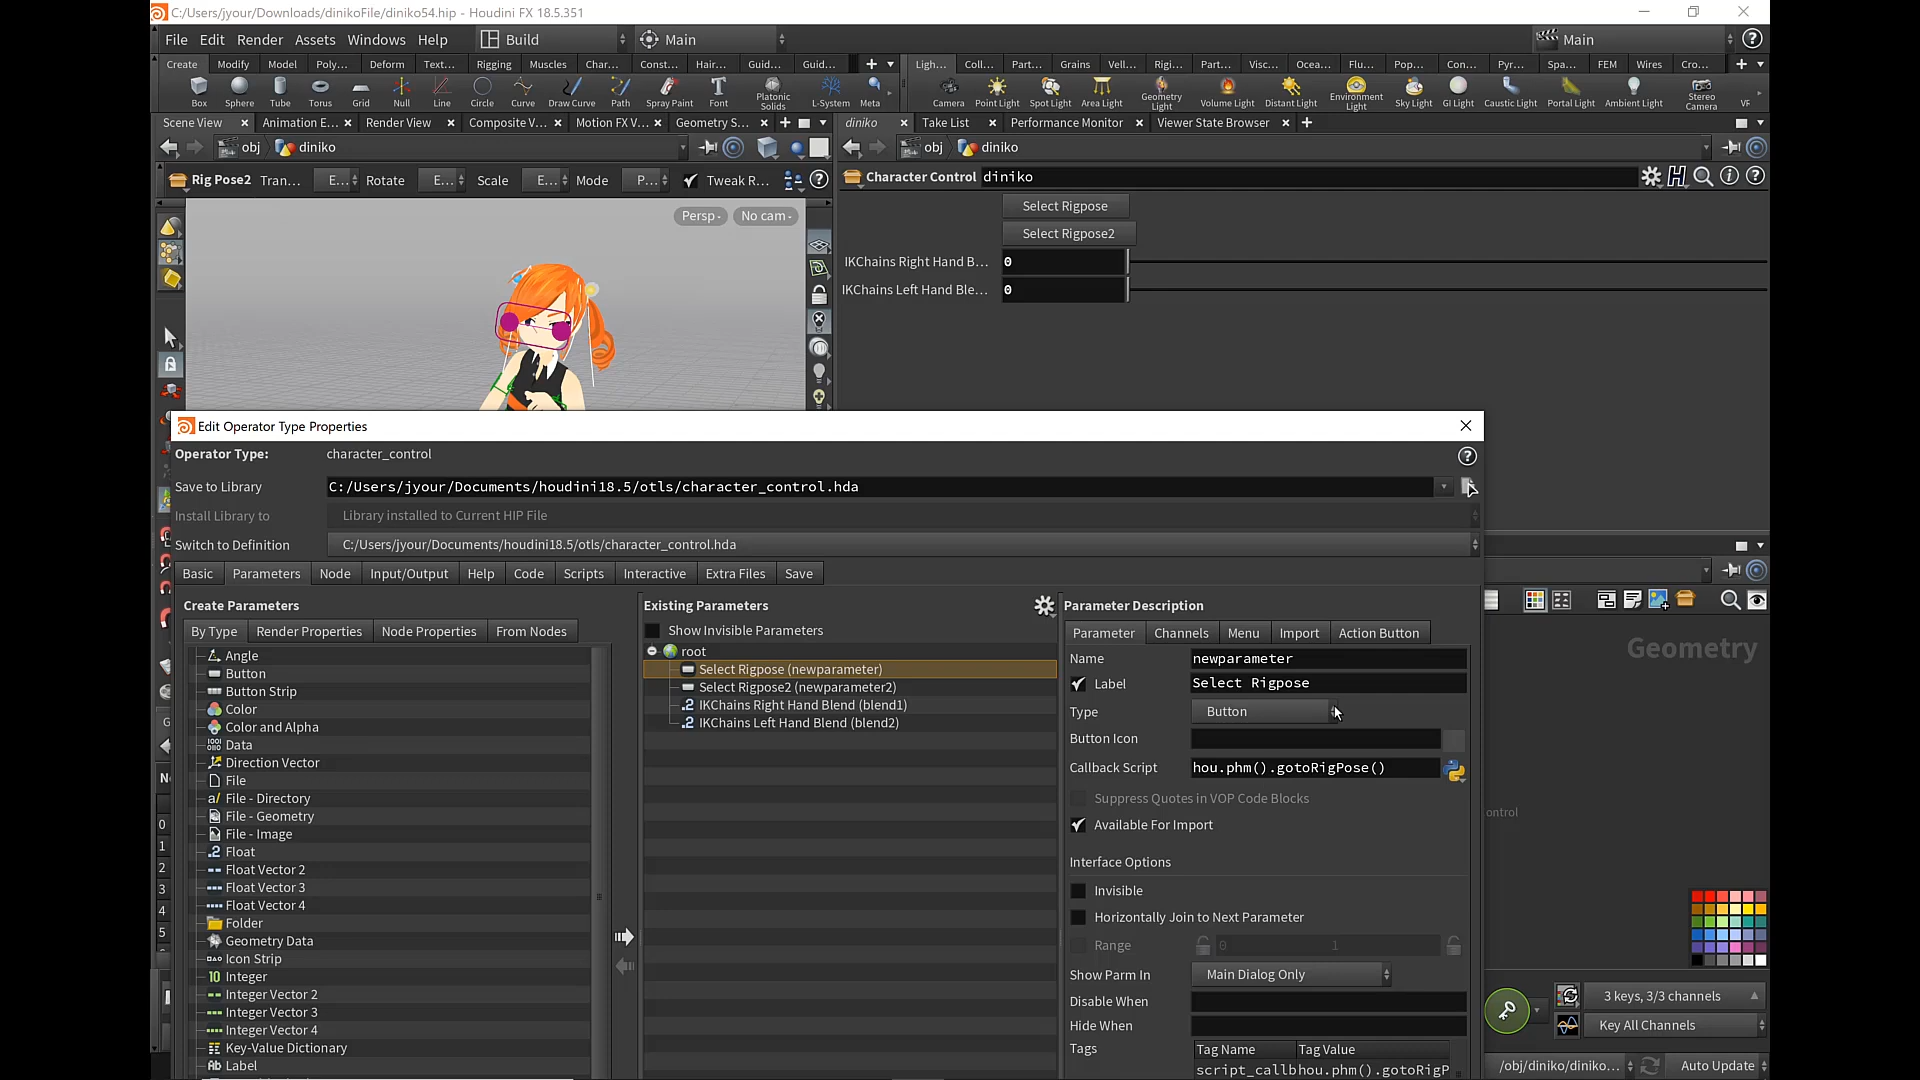 C:/Users/jyour/Downloads/dinikoFile/diniko54.hip - Houdini FX 18.5.351
File Edit Render Assets Windows Help Build Main Main
Create Modify Model Poly... Deform Text... Rigging Muscles Char... Const... Hair... Guid... Guid... Ligh... Coll... Part... Grains Vell... Rigi... Part... Visc... Ocea... Flu... Pop... Con... Pyr... Spa... FEM Wires Cro...
Box Sphere Tube Torus Grid Null Line Circle Curve Draw Curve Path Spray Paint Font Platonic Solids L-System Meta Camera Point Light Spot Light Area Light Geometry Light Volume Light Distant Light Environment Light Sky Light GI Light Caustic Light Portal Light Ambient Light Stereo Camera VF
Scene View Animation E... Render View Composite V... Motion FX V... Geometry S... diniko Take List Performance Monitor Viewer State Browser
obj diniko obj diniko
Rig Pose2 Tran... E... Rotate E... Scale E... Mode P... Tweak R... Character Control diniko
Persp No cam
Select Rigpose
Select Rigpose2
IKChains Right Hand B... 0
IKChains Left Hand Ble... 0
Edit Operator Type Properties
Operator Type: character_control
Save to Library C:/Users/jyour/Documents/houdini18.5/otls/character_control.hda
Install Library to Library installed to Current HIP File
Switch to Definition C:/Users/jyour/Documents/houdini18.5/otls/character_control.hda
Basic Parameters Node Input/Output Help Code Scripts Interactive Extra Files Save
Create Parameters
By Type Render Properties Node Properties From Nodes
Angle
Button
Button Strip
Color
Color and Alpha
Data
Direction Vector
File
File - Directory
File - Geometry
File - Image
Float
Float Vector 2
Float Vector 3
Float Vector 4
Folder
Geometry Data
Icon Strip
Integer
Integer Vector 2
Integer Vector 3
Integer Vector 4
Key-Value Dictionary
Label
Existing Parameters
Show Invisible Parameters
root
Select Rigpose (newparameter)
Select Rigpose2 (newparameter2)
IKChains Right Hand Blend (blend1)
IKChains Left Hand Blend (blend2)
Parameter Description
Parameter Channels Menu Import Action Button
Name newparameter
Label Select Rigpose
Type Button
Button Icon
Callback Script hou.phm().gotoRigPose()
Suppress Quotes in VOP Code Blocks
Available For Import
Interface Options
Invisible
Horizontally Join to Next Parameter
Range 0 1
Show Parm In Main Dialog Only
Disable When
Hide When
Tags Tag Name Tag Value
script_callb hou.phm().gotoRigP
Geometry
ontrol
0
1
2
3
4
5
3 keys, 3/3 channels
Key All Channels
/obj/diniko/diniko... Auto Update